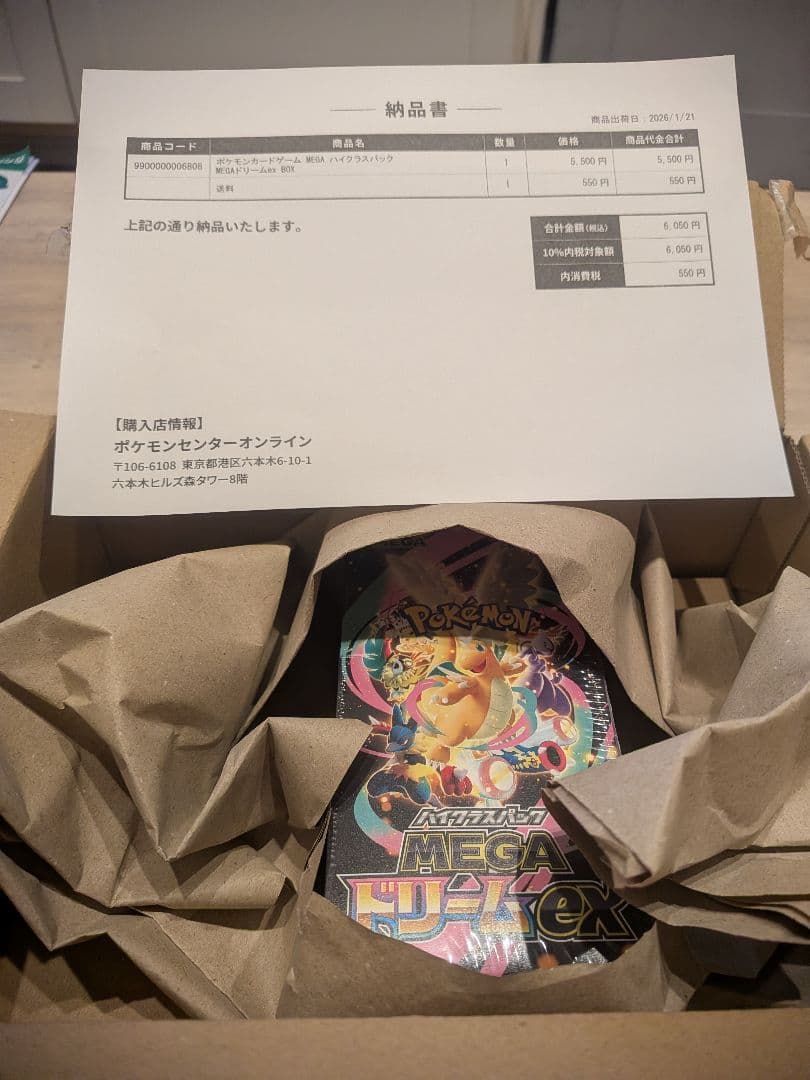 納品書
商品出荷日：2026/1/21
商品コード 商品名 数量 価格 商品代金合計
9900000006808 ポケモンカードゲーム MEGA ハイクラスパック 1 5,500 円 5,500 円
MEGAドリームex BOX
送料 1 550 円 550 円
上記の通り納品いたします。
合計金額(税込) 6,050 円
10%内税対象額 6,050 円
内消費税 550 円
【購入店情報】
ポケモンセンターオンライン
〒106-6108 東京都港区六本木6-10-1
六本木ヒルズ森タワー8階
MEGA
POKéMON
ハイクラスパック
MEGA
ドリームex